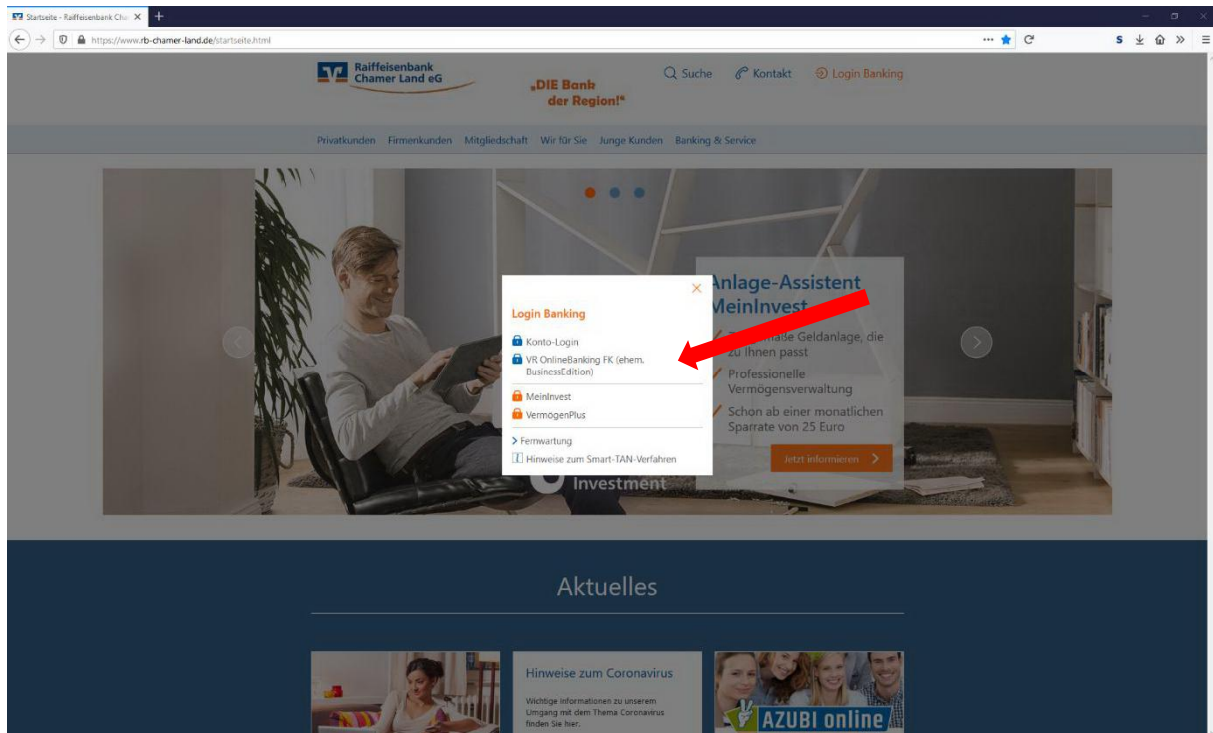 Startseite - Raiffeisenbank Cha
https://www.rb-chamer-land.de/startseite.html
Raiffeisenbank
Chamer Land eG
„DIE Bank
der Region!“
Suche Kontakt Login Banking
Privatkunden Firmenkunden Mitgliedschaft Wir für Sie Junge Kunden Banking & Service
Login Banking
Konto-Login
VR OnlineBanking FK (ehem.
BusinessEdition)
MeinInvest
VermögenPlus
Fernwartung
Hinweise zum Smart-TAN-Verfahren
Anlage-Assistent
MeinInvest
Geldanlage, die
zu Ihnen passt
Professionelle
Vermögensverwaltung
Schon ab einer monatlichen
Sparrate von 25 Euro
Jetzt informieren
Investment
Aktuelles
Hinweise zum Coronavirus
Wichtige Informationen zu unserem
Umgang mit dem Thema Coronavirus
finden Sie hier.
AZUBI online